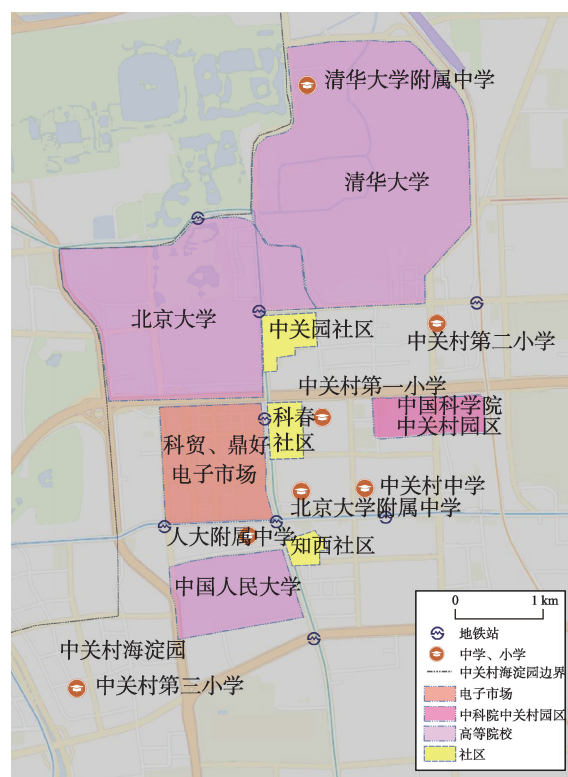 清华大学附属中学
清华大学
北京大学
中关园社区
中关村第二小学
中关村第一小学
中国科学院
中关村园区
科春
社区
科贸、鼎好
电子市场
中关村中学
北京大学附属中学
人大附属中学
知西社区
中国人民大学
中关村海淀园
中关村第三小学
0 1 km
地铁站
中学、小学
中关村海淀园边界
电子市场
中科院中关村园区
高等院校
社区